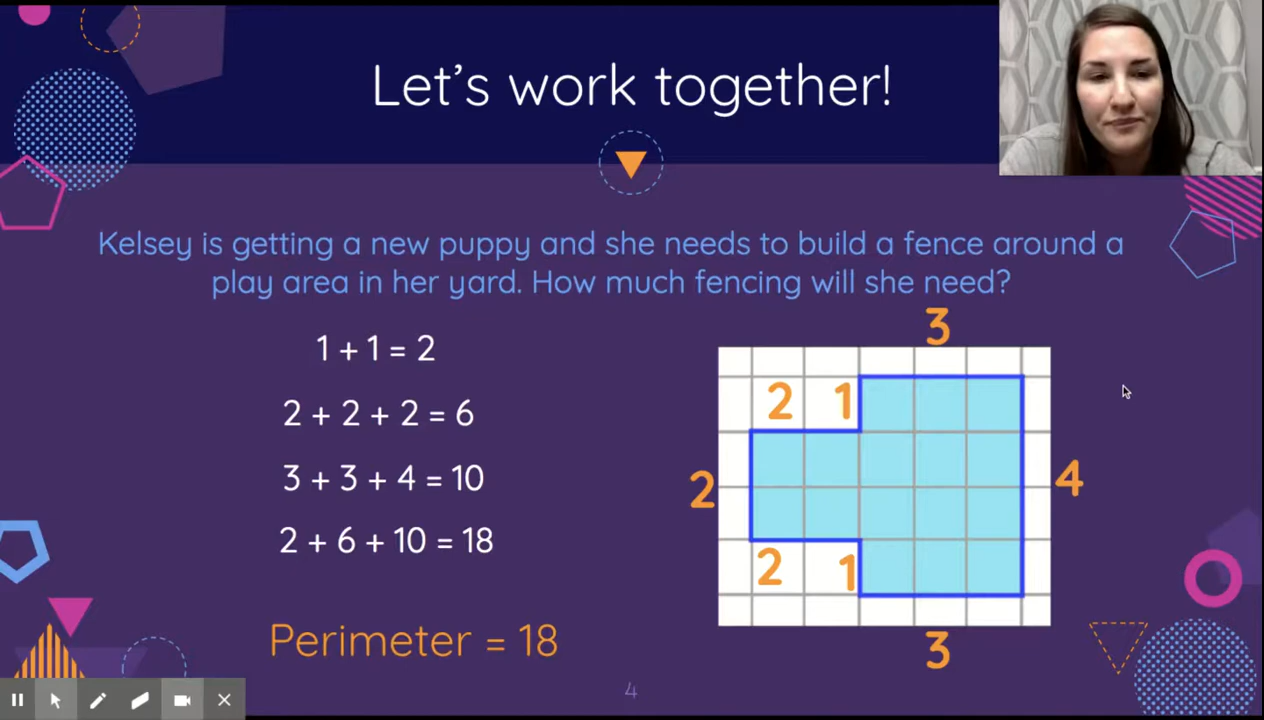 Let's work together!
Kelsey is getting a new puppy and she needs to build a fence around a
play area in her yard. How much fencing will she need?
1 + 1 = 2
2 + 2 + 2 = 6
3 + 3 + 4 = 10
2 + 6 + 10 = 18
Perimeter = 18
3
2 1
2
4
2 1
3
4